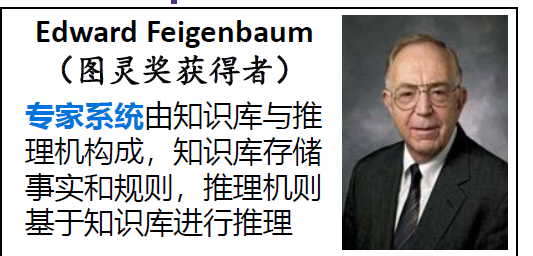 Edward Feigenbaum
（图灵奖获得者）
专家系统由知识库与推
理机构成，知识库存储
事实和规则，推理机则
基于知识库进行推理